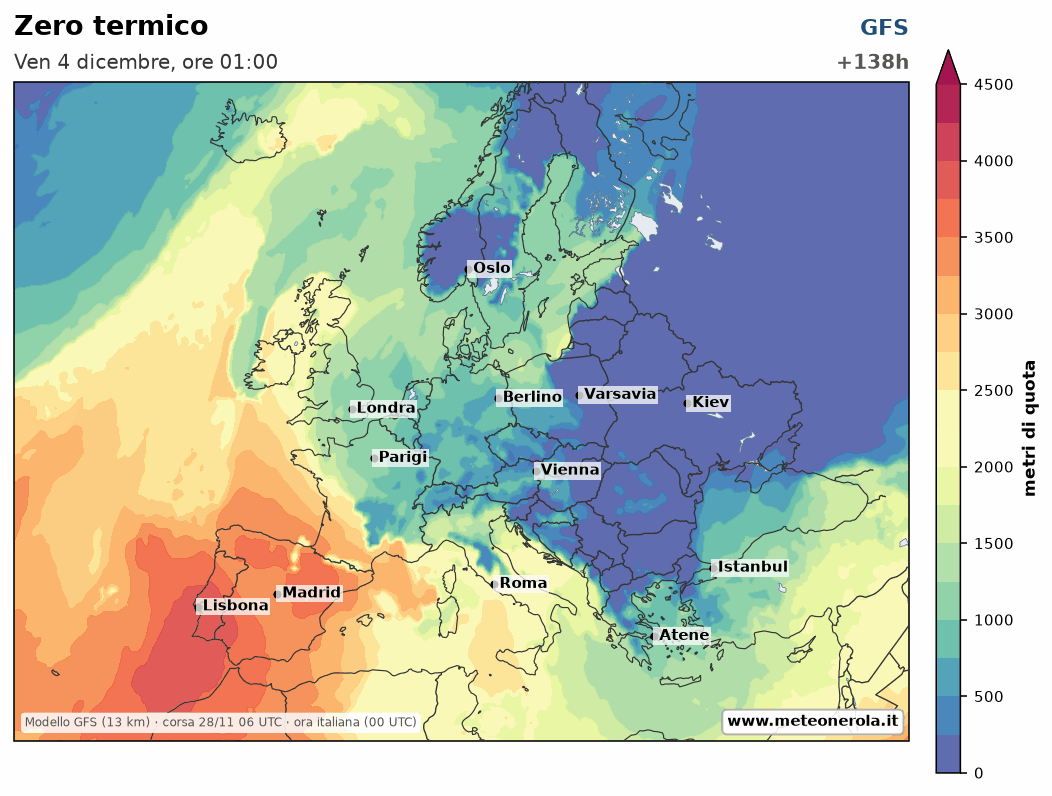 Zero termico
GFS
Ven 4 dicembre, ore 01:00
+138h
4500
4000
3500
3000
2500
2000
1500
1000
500
0
metri di quota
Oslo
Berlino
Varsavia
Kiev
Londra
Parigi
Vienna
Istanbul
Roma
Madrid
Lisbona
Atene
Modello GFS (13 km) · corsa 28/11 06 UTC · ora italiana (00 UTC)
www.meteonerola.it